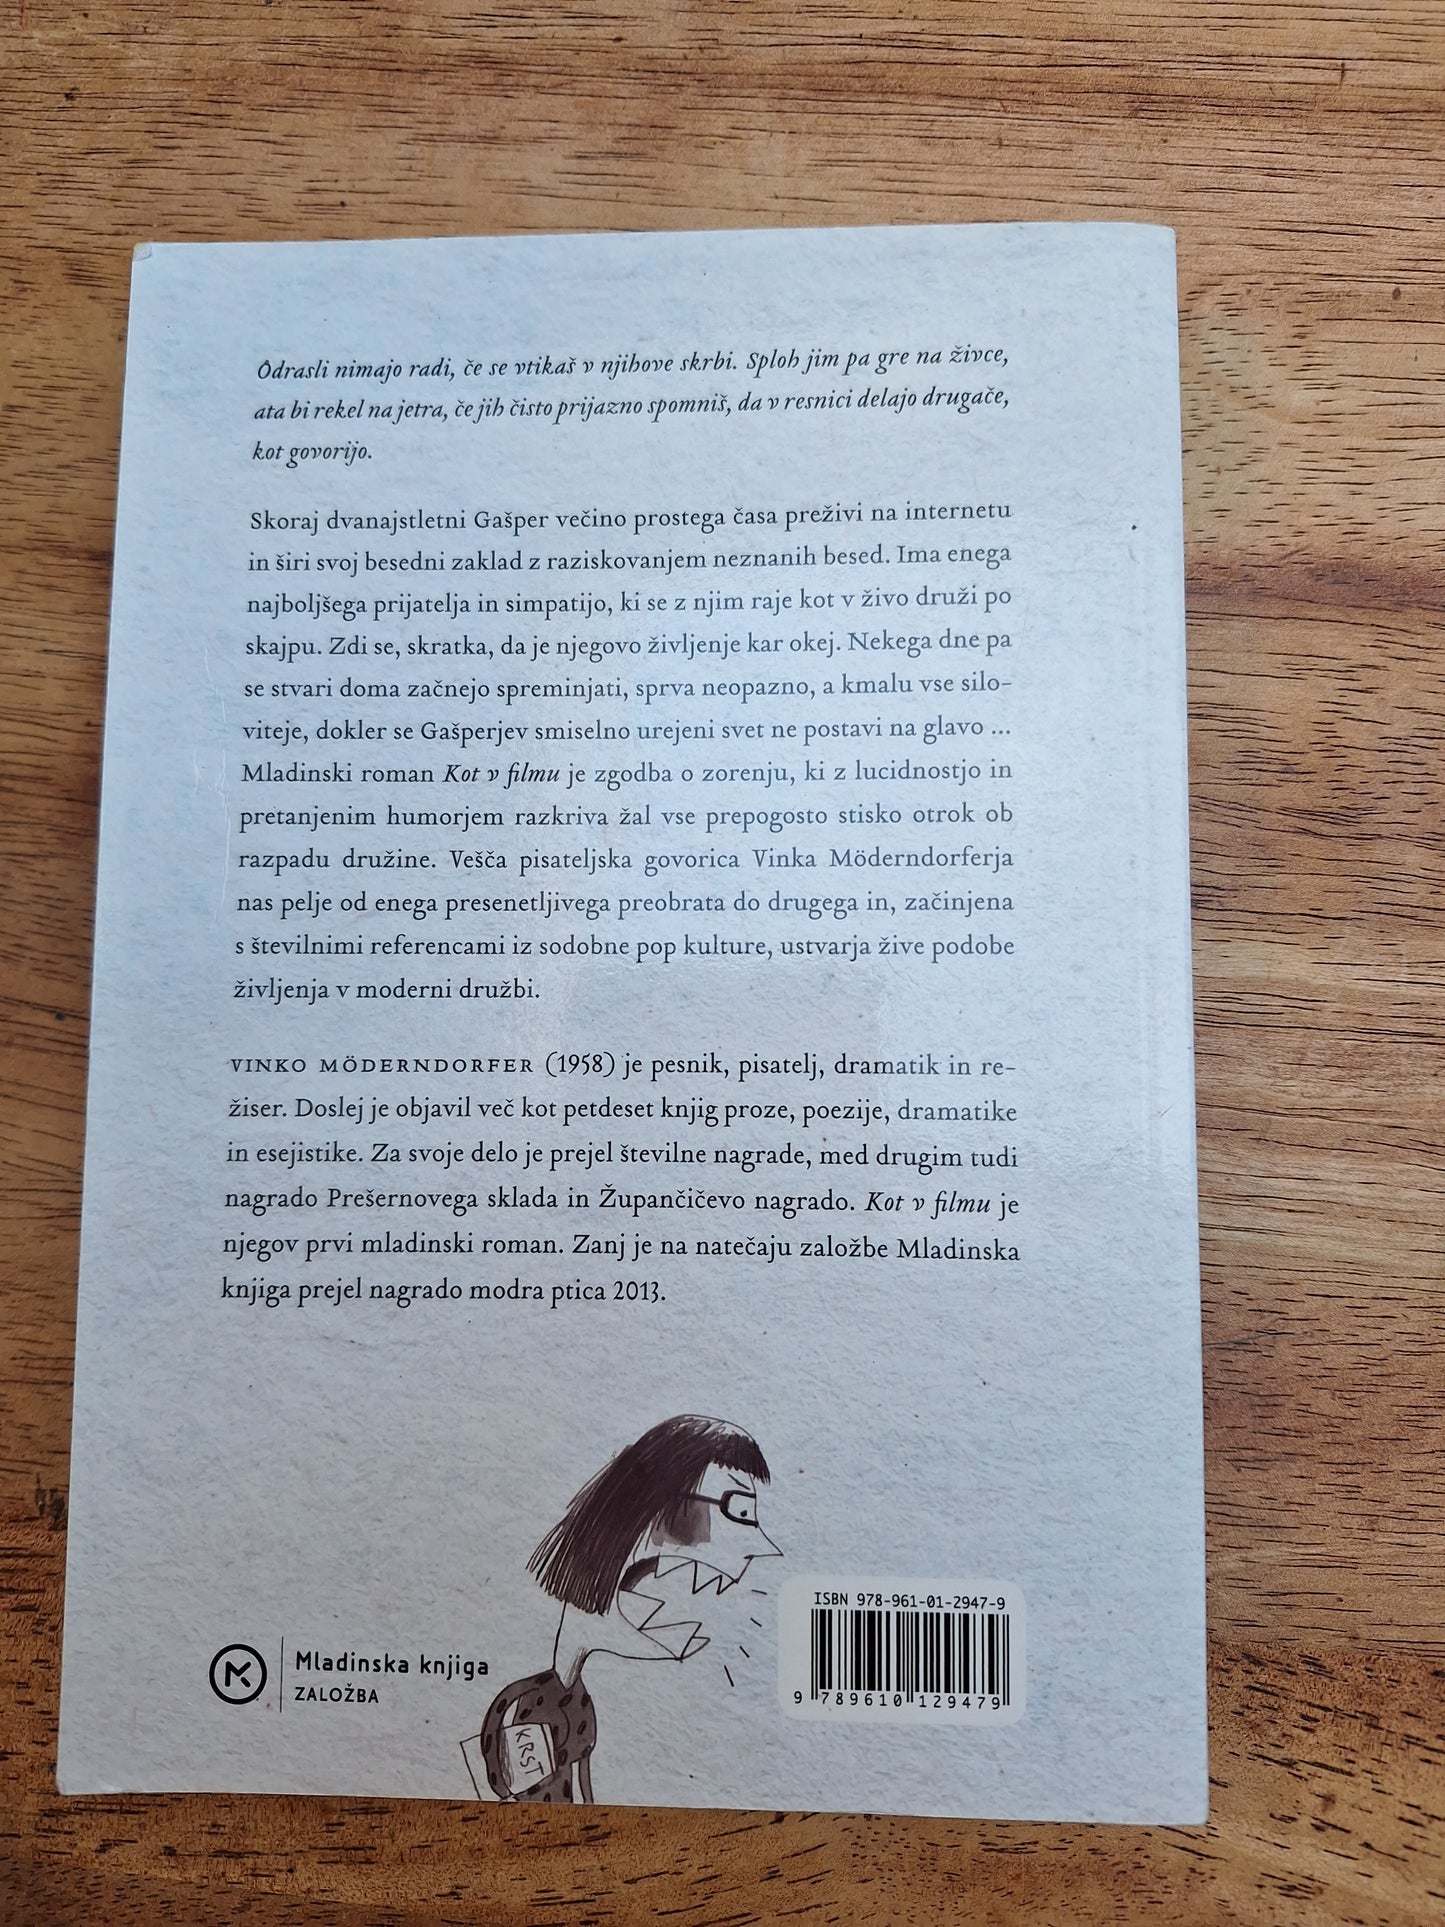 Odrasli nimajo radi, če se vtikaš v njihove skrbi. Sploh jim pa gre na živce,
ata bi rekel na jetra, če jih čisto prijazno spomniš, da v resnici delajo drugače,
kot govorijo.
Skoraj dvanajstletni Gašper večino prostega časa preživi na internetu
in širi svoj besedni zaklad z raziskovanjem neznanih besed. Ima enega
najboljšega prijatelja in simpatijo, ki se z njim raje kot v živo druži po
skajpu. Zdi se, skratka, da je njegovo življenje kar okej. Nekega dne pa
se stvari doma začnejo spreminjati, sprva neopazno, a kmalu vse silo-
viteje, dokler se Gašperjev smiselno urejeni svet ne postavi na glavo ...
Mladinski roman Kot v filmu je zgodba o zorenju, ki z lucidnostjo in
pretanjenim humorjem razkriva žal vse prepogosto stisko otrok ob
razpadu družine. Vešča pisateljska govorica Vinka Möderndorferja
nas pelje od enega presenetljivega preobrata do drugega in, začinjena
s številnimi referencami iz sodobne pop kulture, ustvarja žive podobe
življenja v moderni družbi.
VINKO MÖDERNDORFER (1958) je pesnik, pisatelj, dramatik in re-
žiser. Doslej je objavil več kot petdeset knjig proze, poezije, dramatike
in esejistike. Za svoje delo je prejel številne nagrade, med drugim tudi
nagrado Prešernovega sklada in Župančičevo nagrado. Kot v filmu je
njegov prvi mladinski roman. Zanj je na natečaju založbe Mladinska
knjiga prejel nagrado modra ptica 2013.
ISBN 978-961-01-2947-9
9 789610 129479
Mladinska knjiga
ZALOŽBA
KRST